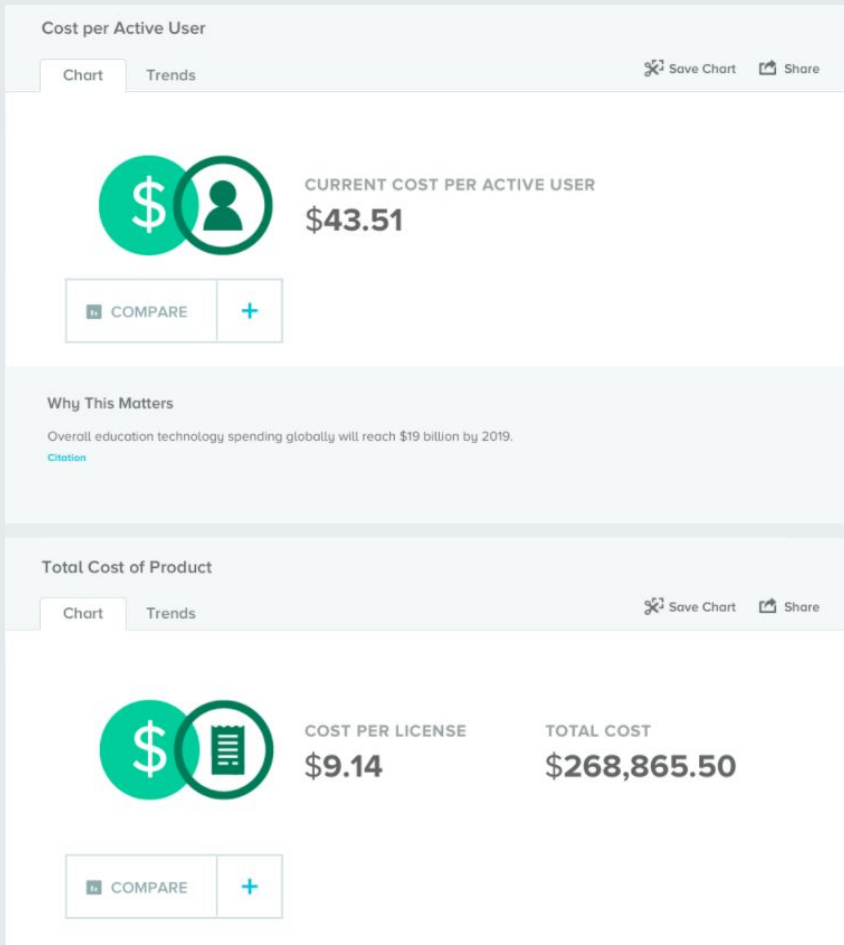 Cost per Active User
Chart Trends Save Chart Share
CURRENT COST PER ACTIVE USER
$43.51
COMPARE +
Why This Matters
Overall education technology spending globally will reach $19 billion by 2019.
Citation
Total Cost of Product
Chart Trends Save Chart Share
$ COST PER LICENSE TOTAL COST
$9.14 $268,865.50
COMPARE +